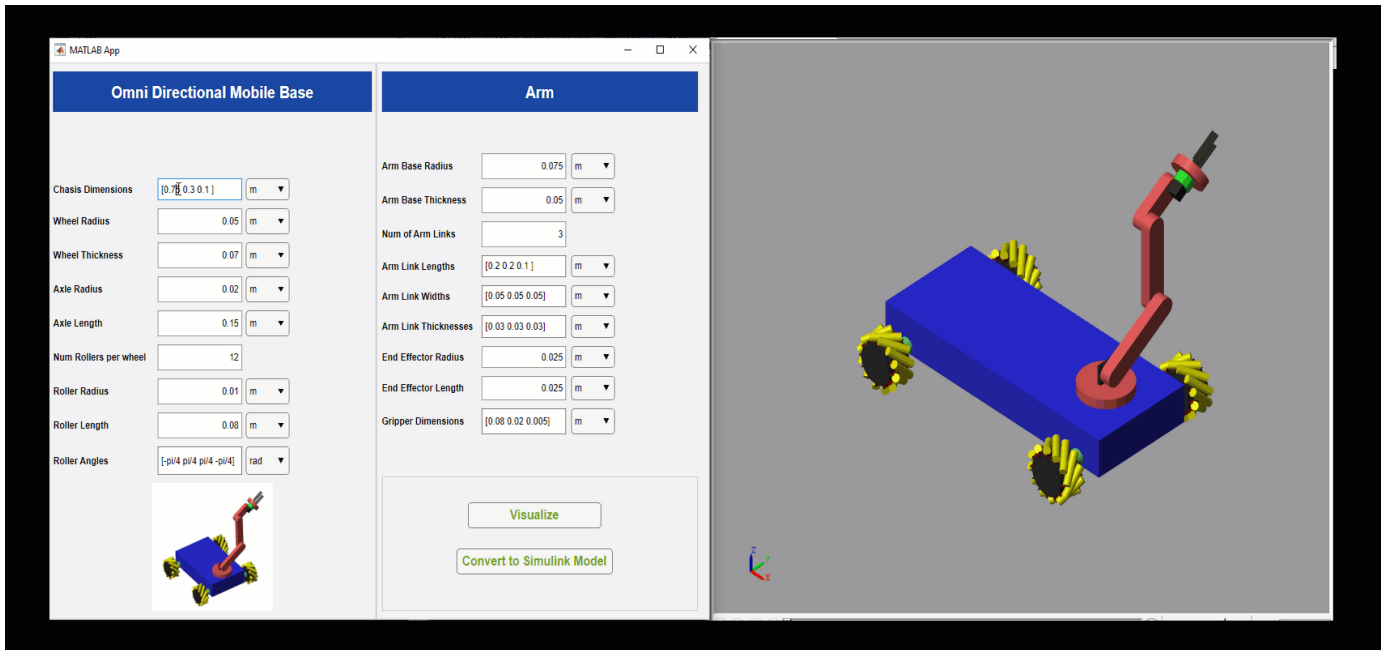 MATLAB App
Omni Directional Mobile Base
Chasis Dimensions
0.3 0.1 ] m
Wheel Radius 0.05 m
Wheel Thickness 0.07 m
Axle Radius 0.02 m
Axle Length 0.15 m
Num Rollers per wheel 12
Roller Radius 0.01 m
Roller Length 0.08 m
Roller Angles [-pi/4 pi/4 pi/4 -pi/4] rad
Arm
Arm Base Radius 0.075 m
Arm Base Thickness 0.05 m
Num of Arm Links 3
Arm Link Lengths [0.2 0.2 0.1 ] m
Arm Link Widths [0.05 0.05 0.05] m
Arm Link Thicknesses [0.03 0.03 0.03] m
End Effector Radius 0.025 m
End Effector Length 0.025 m
Gripper Dimensions [0.08 0.02 0.005] m
Visualize
Convert to Simulink Model
Z
Y
X